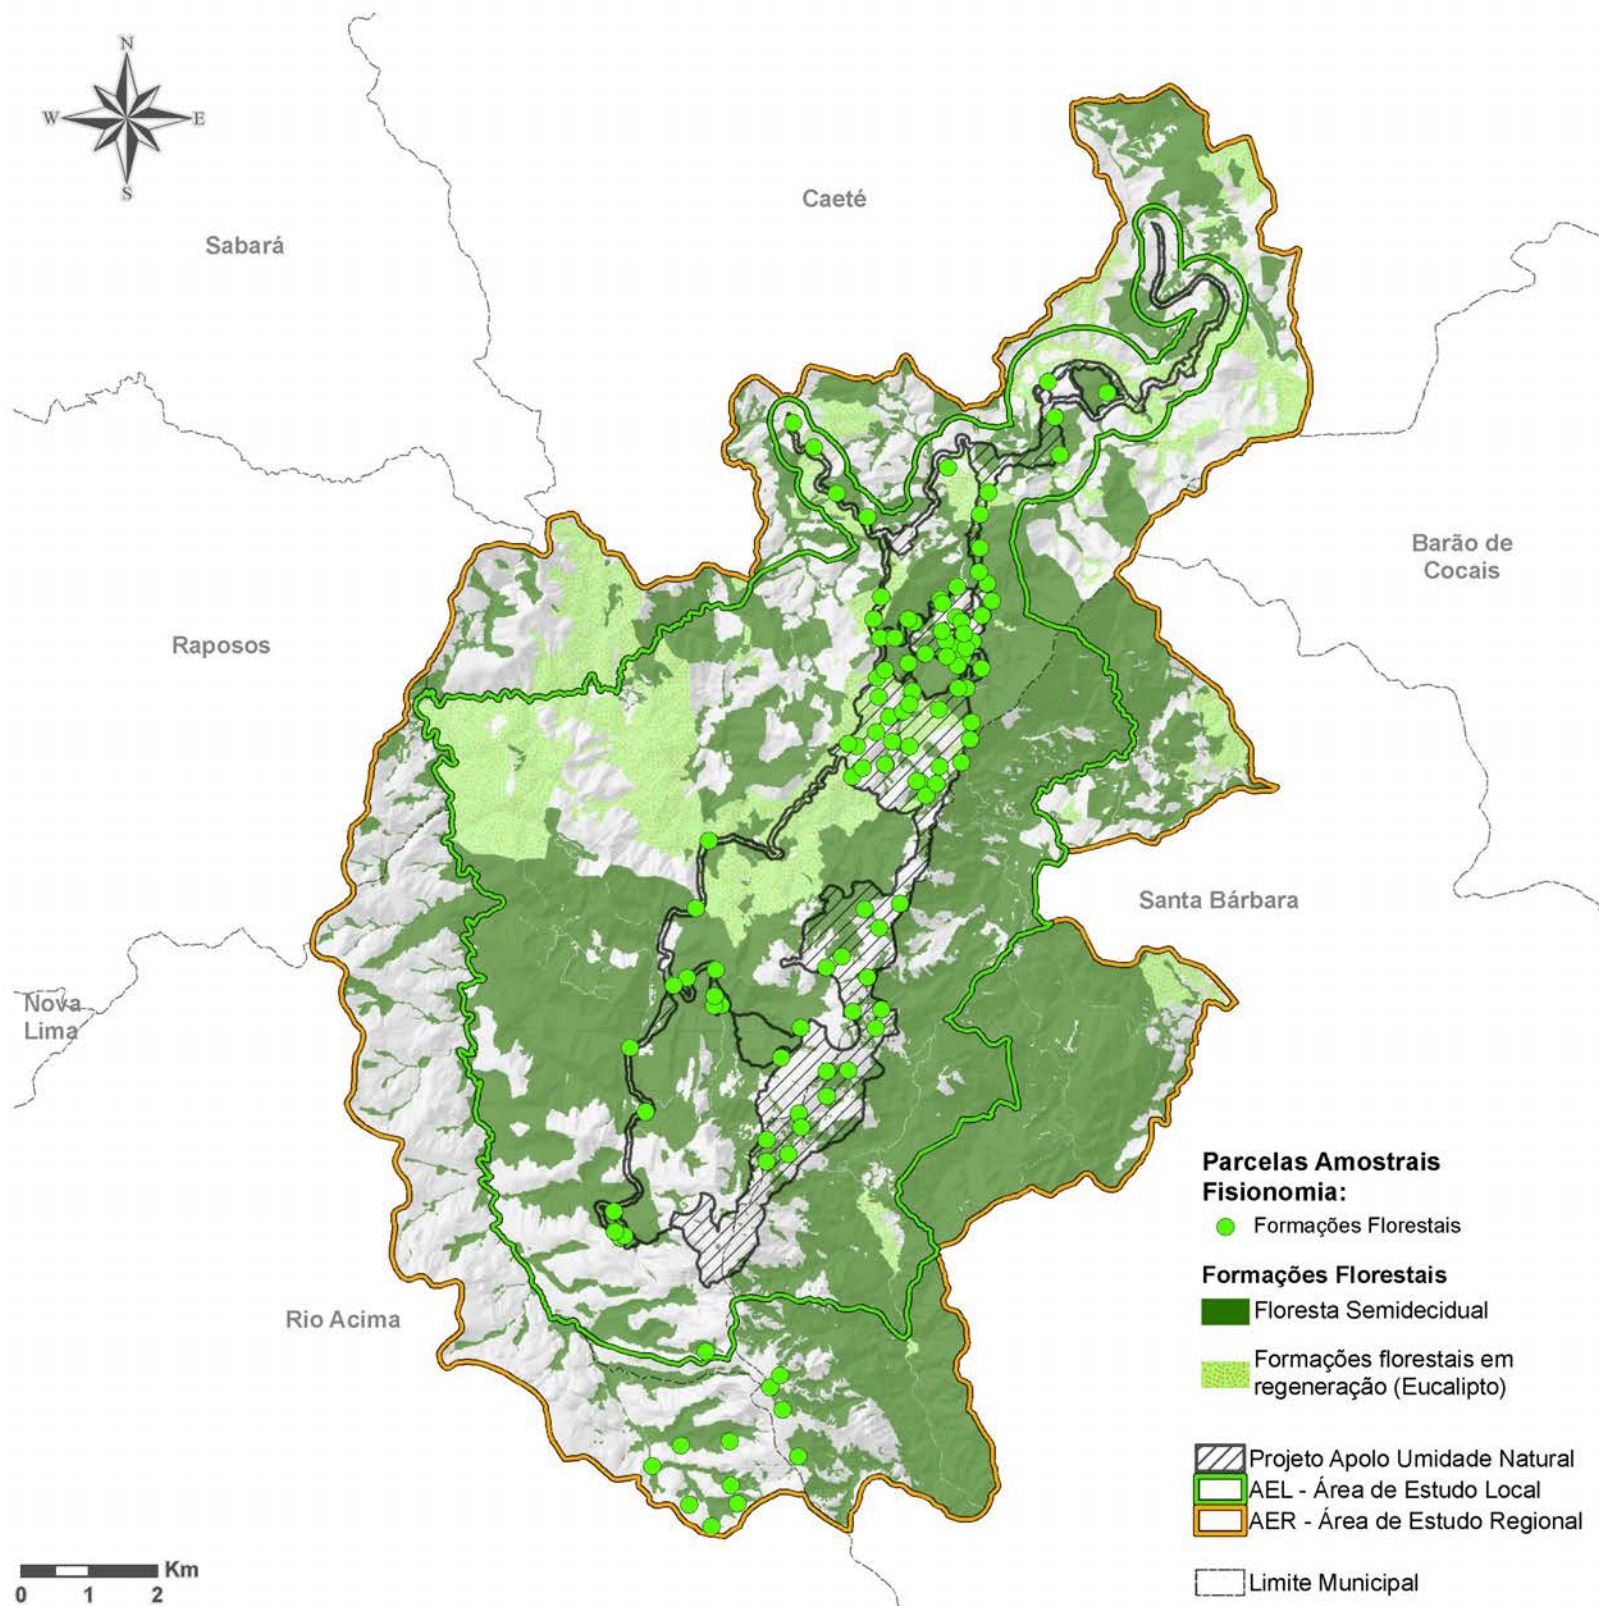 N
W E
S
Caeté
Sabará
Barão de
Cocais
Raposos
Santa Bárbara
Nova
Lima
Rio Acima
Parcelas Amostrais
Fisionomia:
Formações Florestais
Formações Florestais
Floresta Semidecidual
Formações florestais em
regeneração (Eucalipto)
Projeto Apolo Umidade Natural
AEL - Área de Estudo Local
AER - Área de Estudo Regional
Limite Municipal
Km
0 1 2